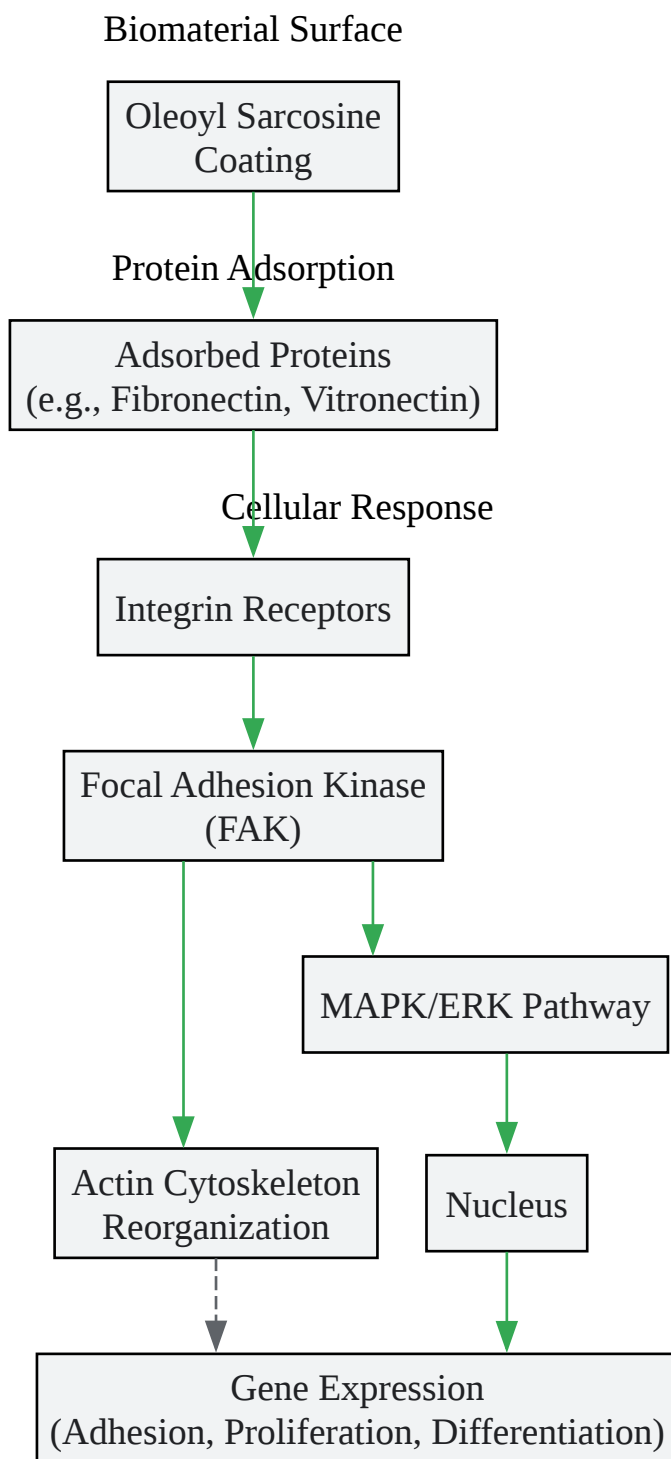 Biomaterial Surface
Oleoyl Sarcosine
Coating
Protein Adsorption
Adsorbed Proteins
(e.g., Fibronectin, Vitronectin)
Cellular Response
Integrin Receptors
Focal Adhesion Kinase
(FAK)
MAPK/ERK Pathway
Actin Cytoskeleton
Reorganization
Nucleus
Gene Expression
(Adhesion, Proliferation, Differentiation)